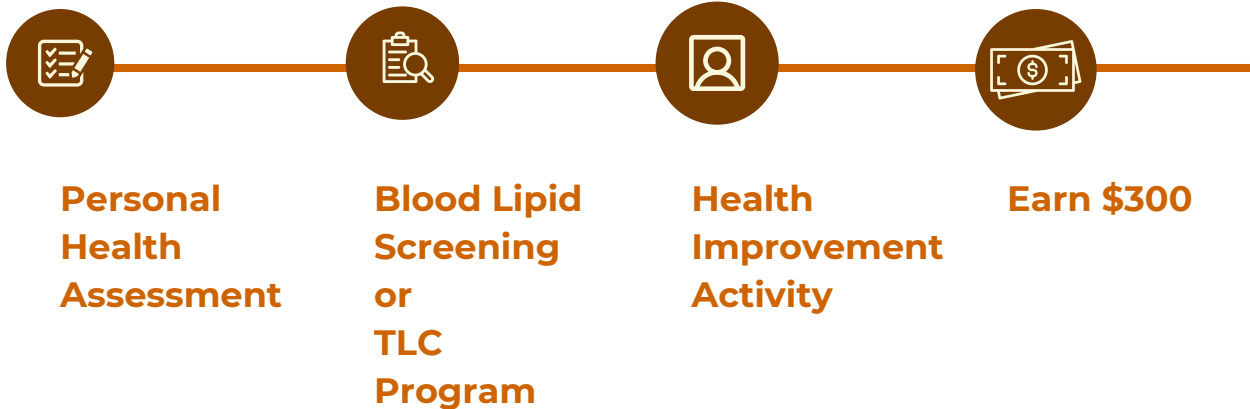 Personal
Health
Assessment
Blood Lipid
Screening
or
TLC
Program
Health
Improvement
Activity
$
Earn $300